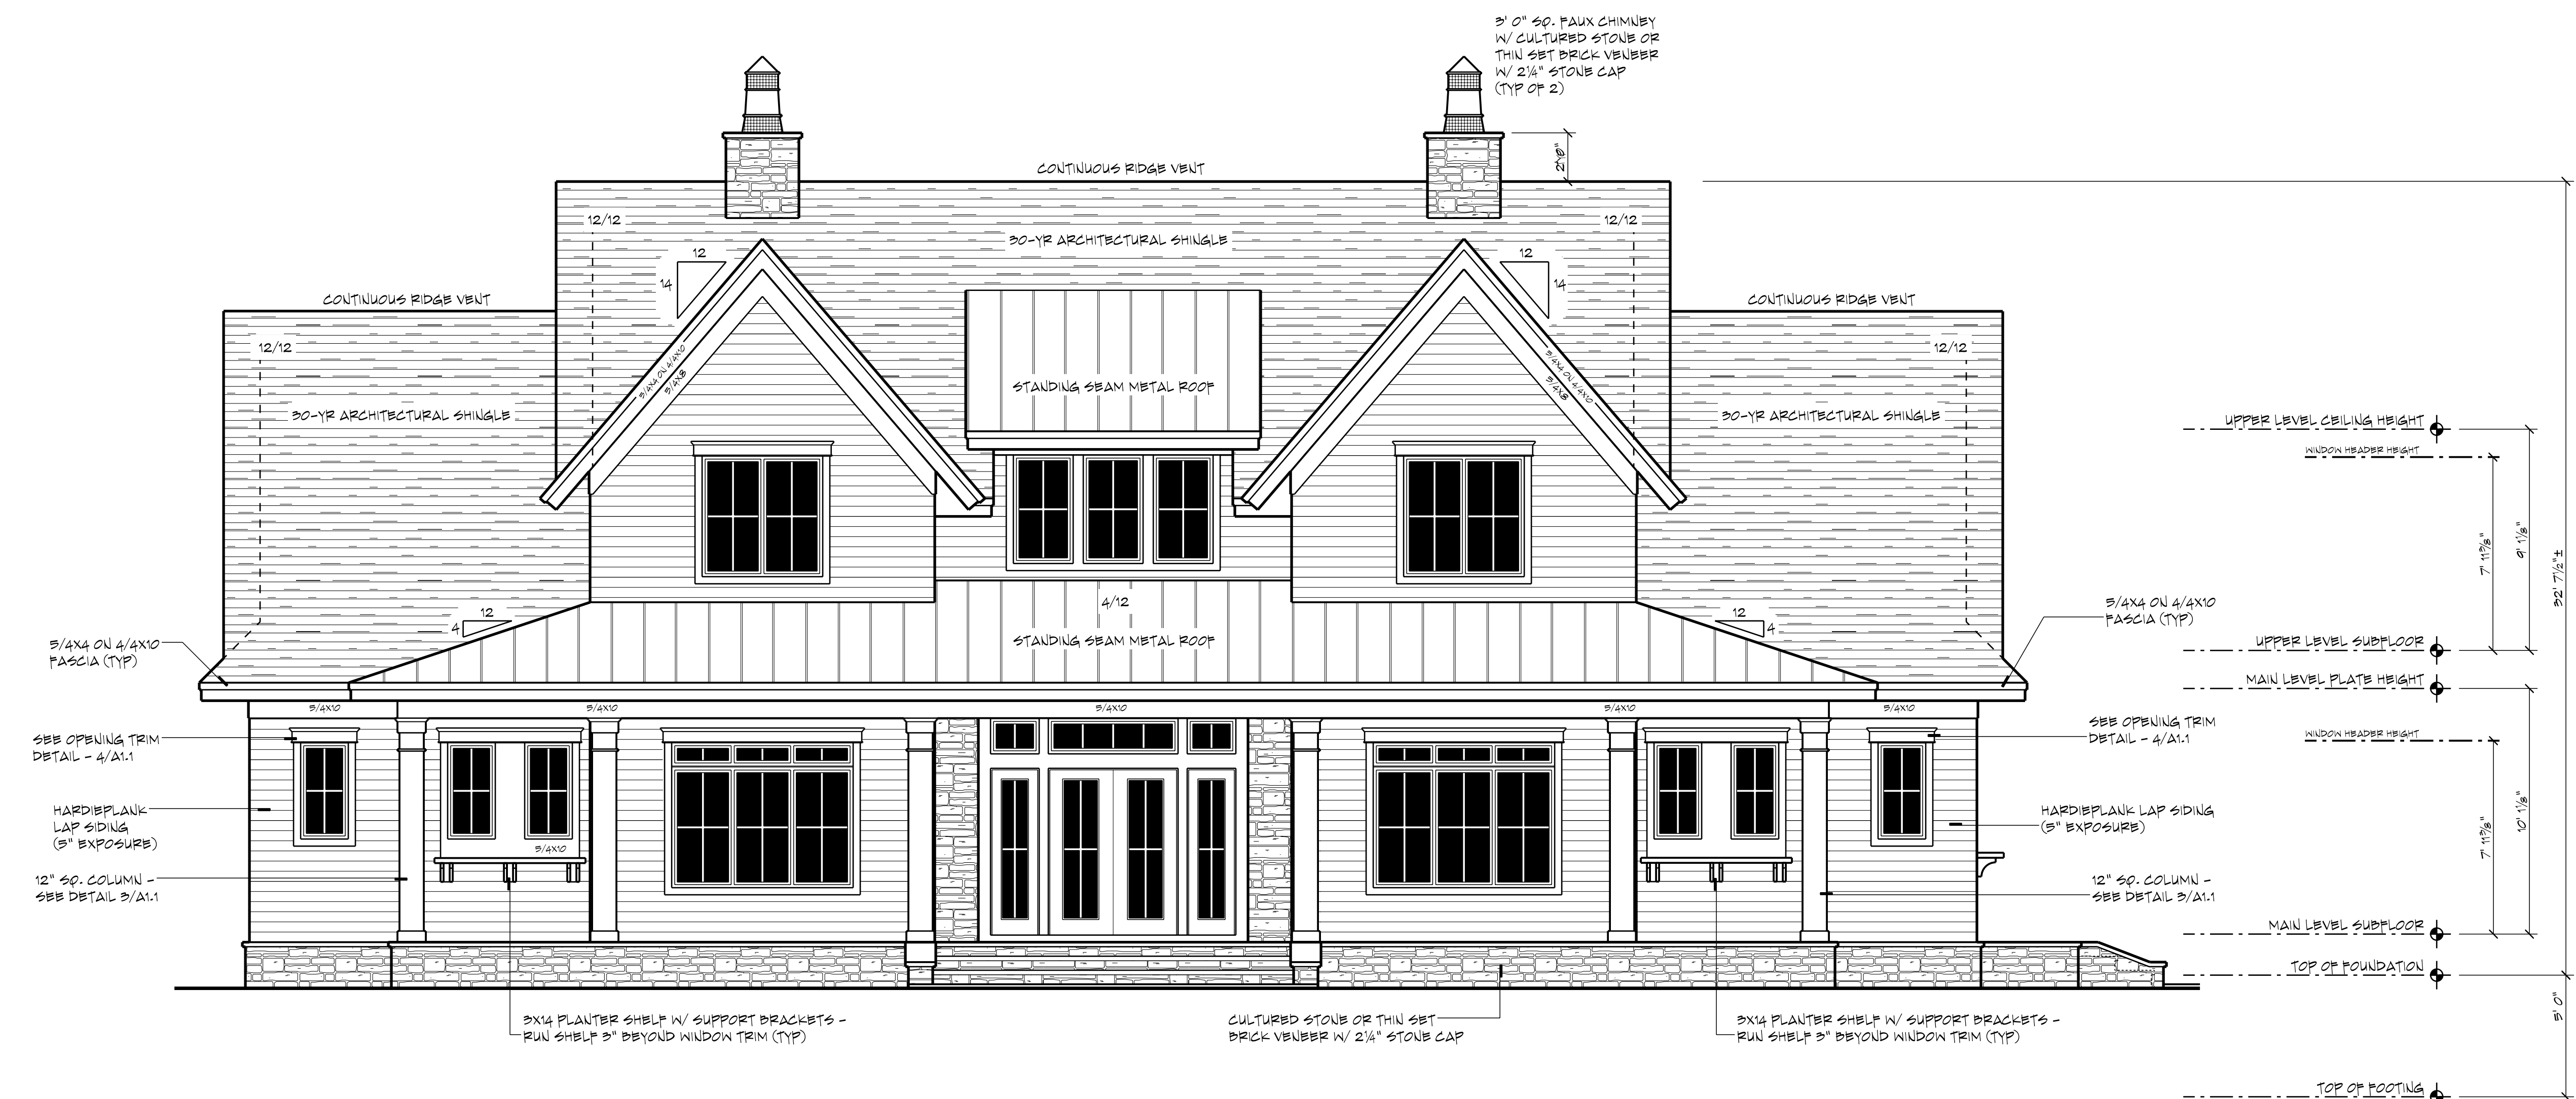 3' 0" SQ. FAUX CHIMNEY
W/ CULTURED STONE OR
THIN SET BRICK VENEER
W/ 2¼" STONE CAP
(TYP OF 2)
CONTINUOUS RIDGE VENT
12/12
12/12
30-YR ARCHITECTURAL SHINGLE
12
14
12
14
CONTINUOUS RIDGE VENT
CONTINUOUS RIDGE VENT
12/12
12/12
5/4X4 ON 4/4X10
5/4X8
5/4X4 ON 4/4X10
5/4X8
STANDING SEAM METAL ROOF
30-YR ARCHITECTURAL SHINGLE
30-YR ARCHITECTURAL SHINGLE
UPPER LEVEL CEILING HEIGHT
WINDOW HEADER HEIGHT
7' 11⅜"
9' 1⅛"
32' 7½"±
4/12
12
4
12
4
STANDING SEAM METAL ROOF
5/4X4 ON 4/4X10
FASCIA (TYP)
5/4X4 ON 4/4X10
FASCIA (TYP)
UPPER LEVEL SUBFLOOR
MAIN LEVEL PLATE HEIGHT
5/4X10
5/4X10
5/4X10
5/4X10
5/4X10
SEE OPENING TRIM
DETAIL - 4/A1.1
SEE OPENING TRIM
DETAIL - 4/A1.1
WINDOW HEADER HEIGHT
HARDIEPLANK
LAP SIDING
(5" EXPOSURE)
HARDIEPLANK LAP SIDING
(5" EXPOSURE)
7' 11⅜"
10' 1⅛"
5/4X10
12" SQ. COLUMN -
SEE DETAIL 3/A1.1
12" SQ. COLUMN -
SEE DETAIL 3/A1.1
MAIN LEVEL SUBFLOOR
TOP OF FOUNDATION
5' 0"
3X14 PLANTER SHELF W/ SUPPORT BRACKETS -
RUN SHELF 3" BEYOND WINDOW TRIM (TYP)
CULTURED STONE OR THIN SET
BRICK VENEER W/ 2¼" STONE CAP
3X14 PLANTER SHELF W/ SUPPORT BRACKETS -
RUN SHELF 3" BEYOND WINDOW TRIM (TYP)
TOP OF FOOTING